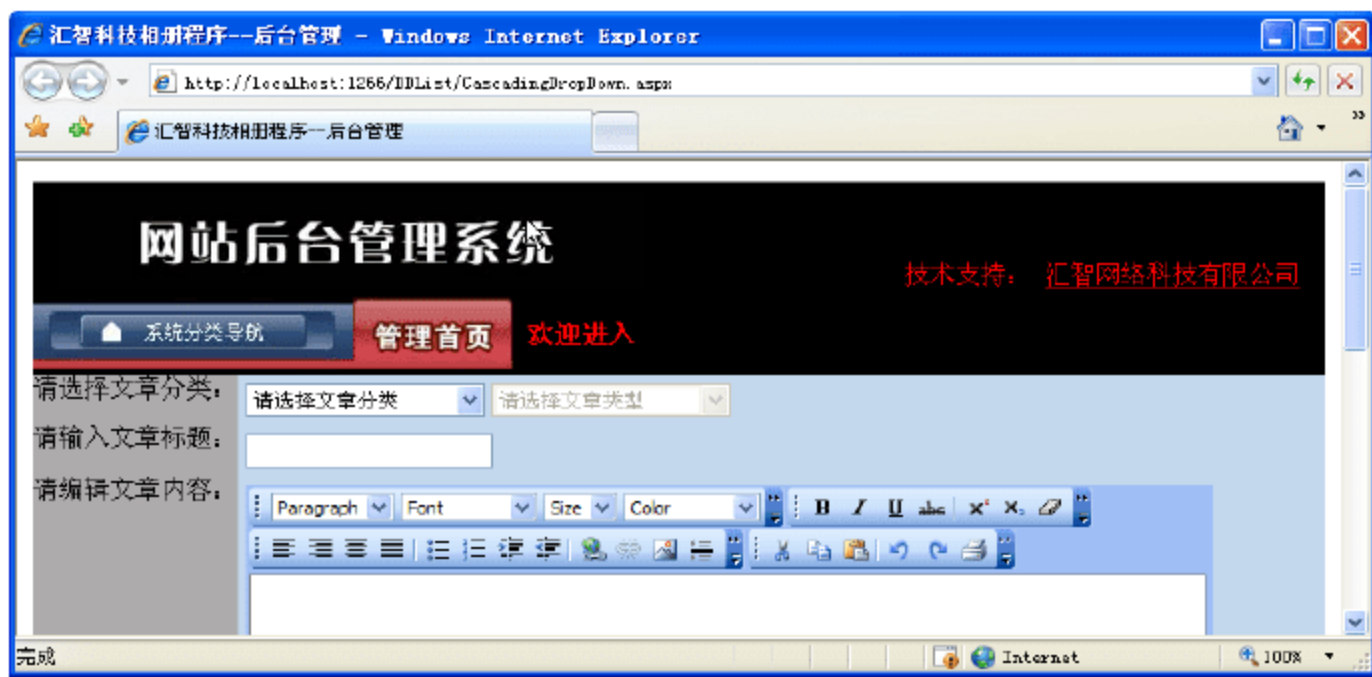 汇智科技相册程序--后台管理 - Windows Internet Explorer
http://localhost:1266/DDList/CascadingDropDown.aspx
汇智科技相册程序--后台管理
网站后台管理系统
技术支持： 汇智网络科技有限公司
系统分类导航 管理首页 欢迎进入
请选择文章分类： 请选择文章分类 请选择文章类型
请输入文章标题：
请编辑文章内容：
Paragraph Font Size Color B I U abc x² x₂
完成 Internet 100%